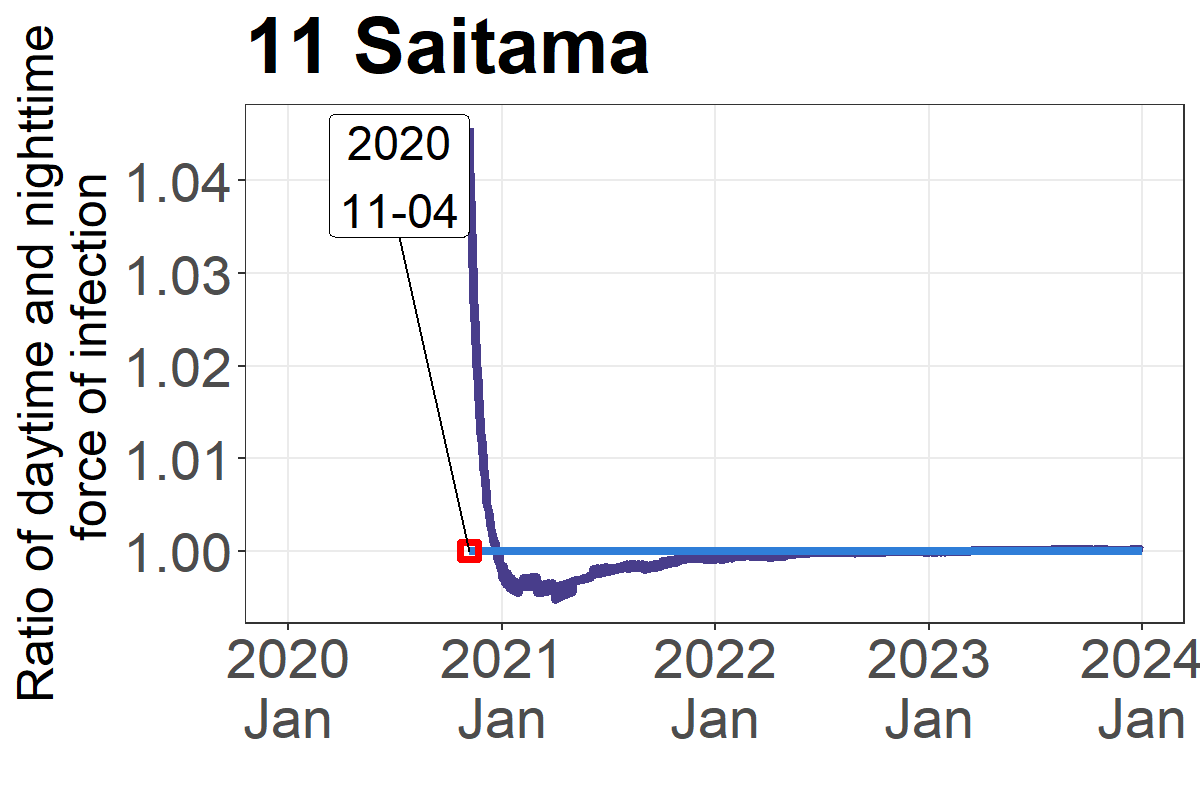 11 Saitama
Ratio of daytime and nighttime
force of infection
1.04
1.03
1.02
1.01
1.00
2020
11-04
2020
Jan
2021
Jan
2022
Jan
2023
Jan
2024
Jan